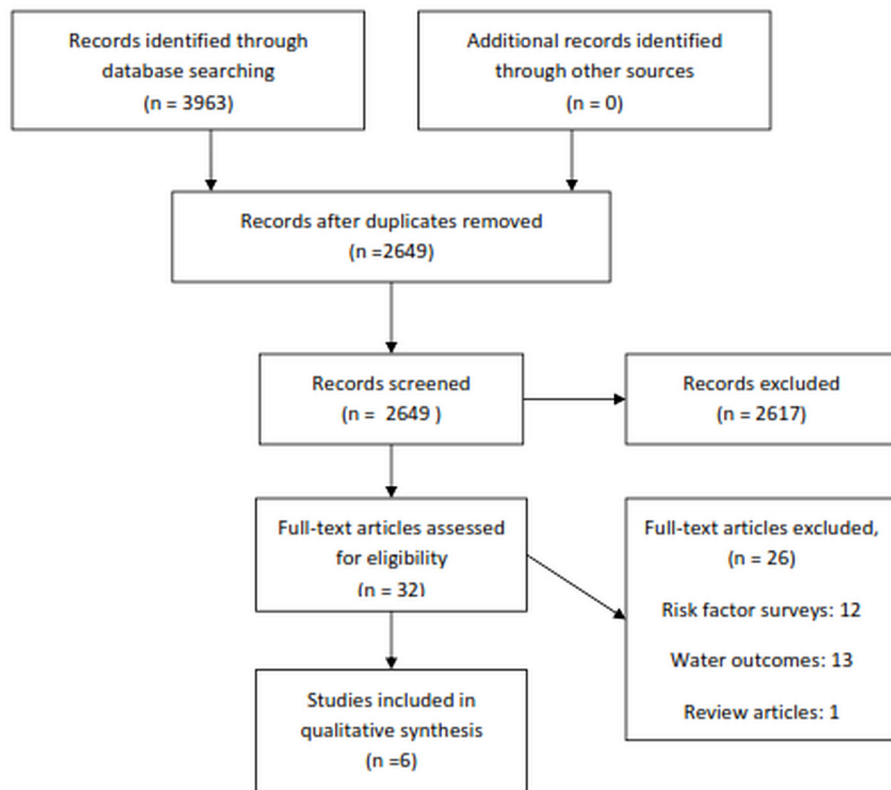 Records identified through
database searching
(n = 3963)
Additional records identified
through other sources
(n = 0)
Records after duplicates removed
(n =2649)
Records screened
(n =  2649 )
Records excluded
(n = 2617)
Full-text articles assessed
for eligibility
(n = 32)
Full-text articles excluded,
(n = 26)
Risk factor surveys: 12
Water outcomes: 13
Review articles: 1
Studies included in
qualitative synthesis
(n =6)